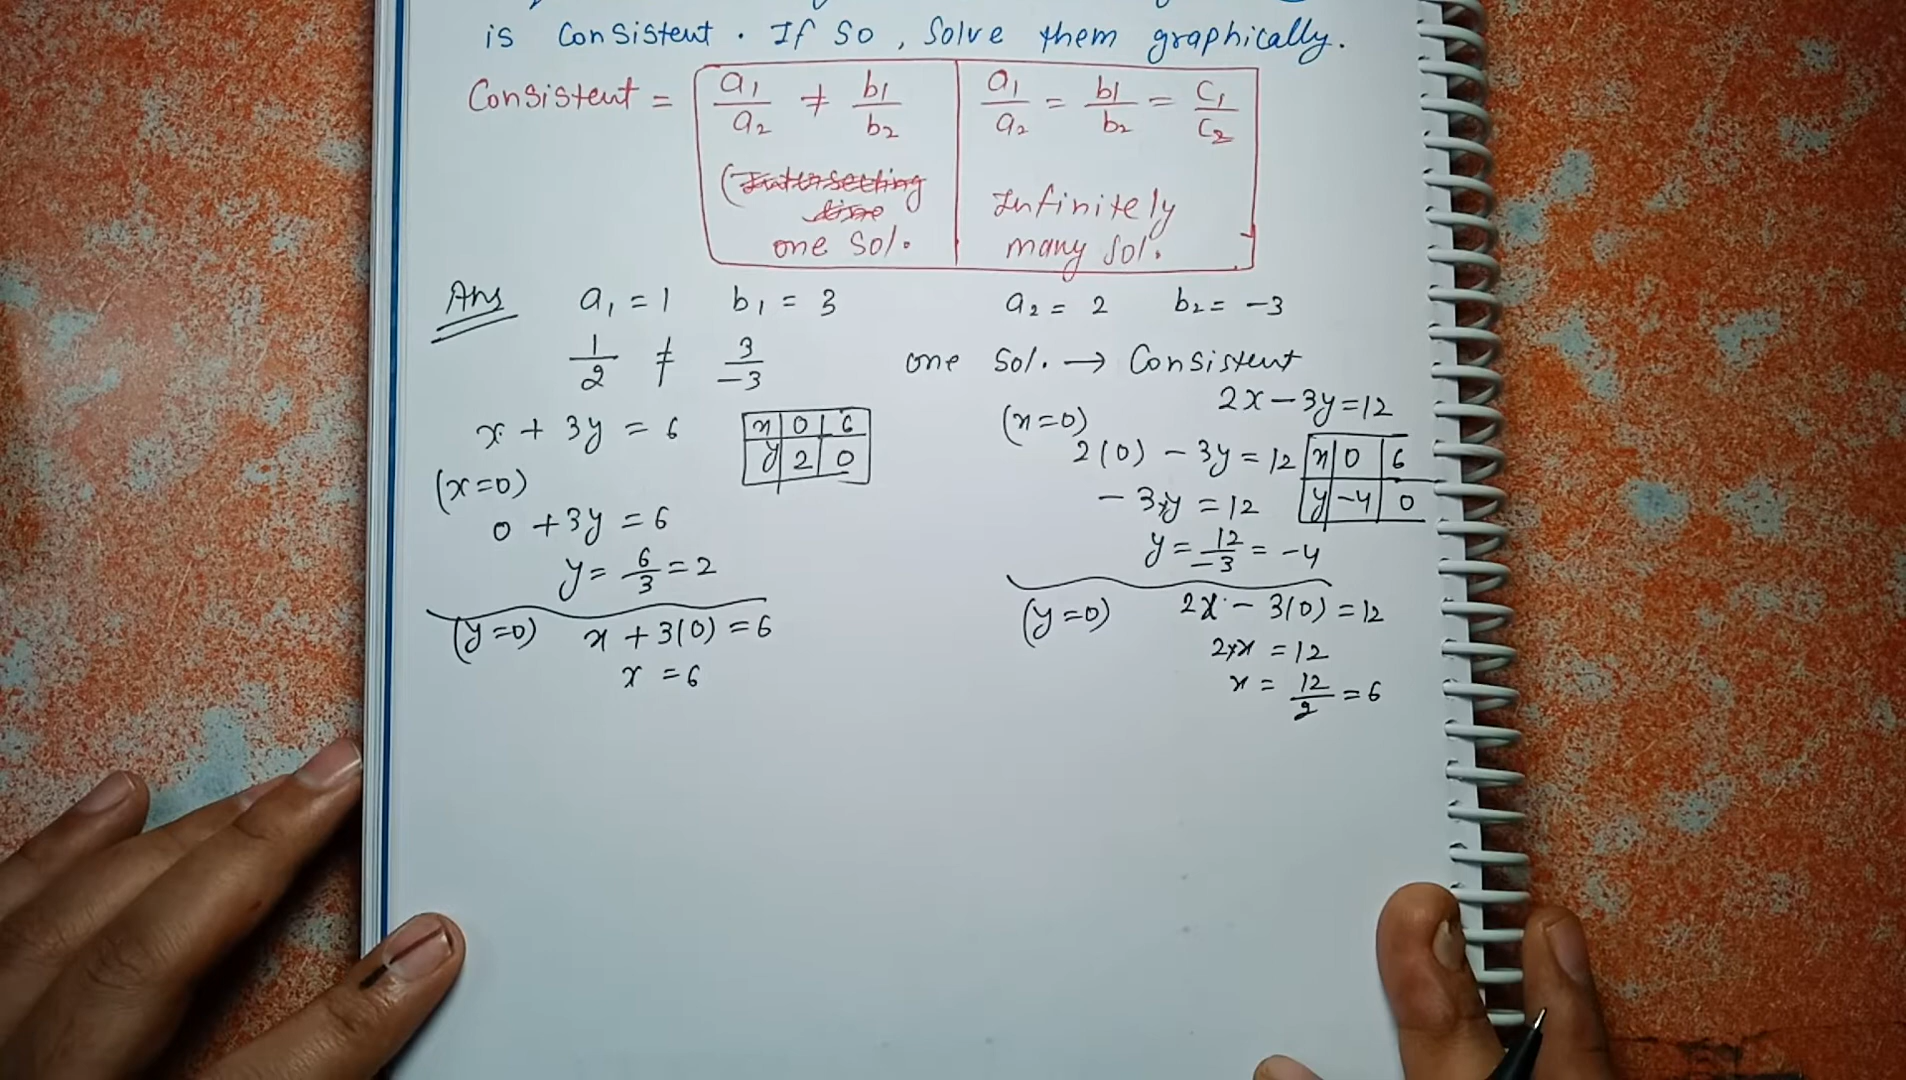 is Consistent. If so, Solve them graphically.
Consistent = a1/a2 ≠ b1/b2 | a1/a2 = b1/b2 = c1/c2
(Intersecting line
one Sol. | Infinitely many Sol.
Ans a1 = 1 b1 = 3 a2 = 2 b2 = -3
1/2 ≠ 3/-3 one Sol. → Consistent
x + 3y = 6
x | 0 | 6
y | 2 | 0
(x=0)
0 + 3y = 6
y = 6/3 = 2
(y=0) x + 3(0) = 6
x = 6
2x - 3y = 12
(x=0)
2(0) - 3y = 12
x | 0 | 6
y | -4 | 0
-3×y = 12
y = 12/-3 = -4
(y=0) 2x - 3(0) = 12
2×x = 12
x = 12/2 = 6